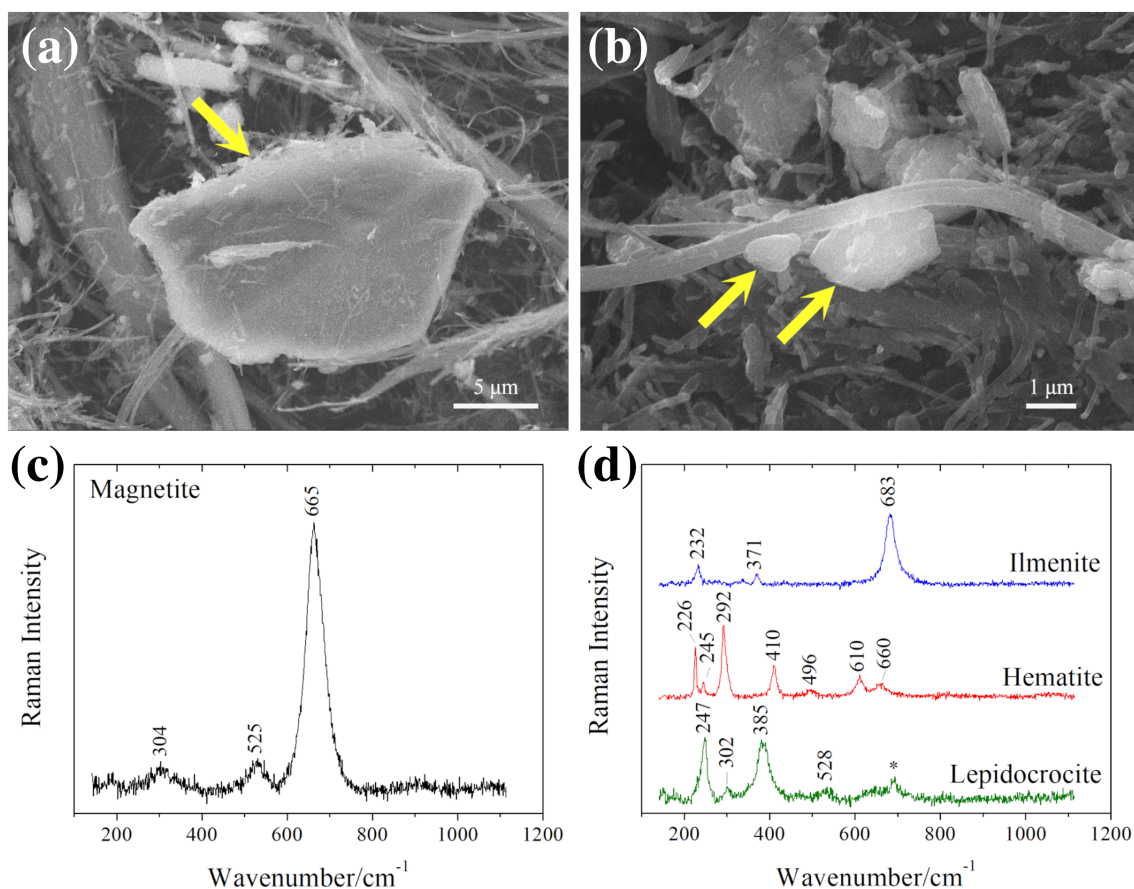 (a)
5 μm
(b)
1 μm
(c)
Magnetite
665
304
525
200 400 600 800 1000 1200
Raman Intensity
Wavenumber/cm⁻¹
(d)
683
232
371
Ilmenite
226
245
292
410
496
610
660
Hematite
247
302
385
528
*
Lepidocrocite
200 400 600 800 1000 1200
Raman Intensity
Wavenumber/cm⁻¹